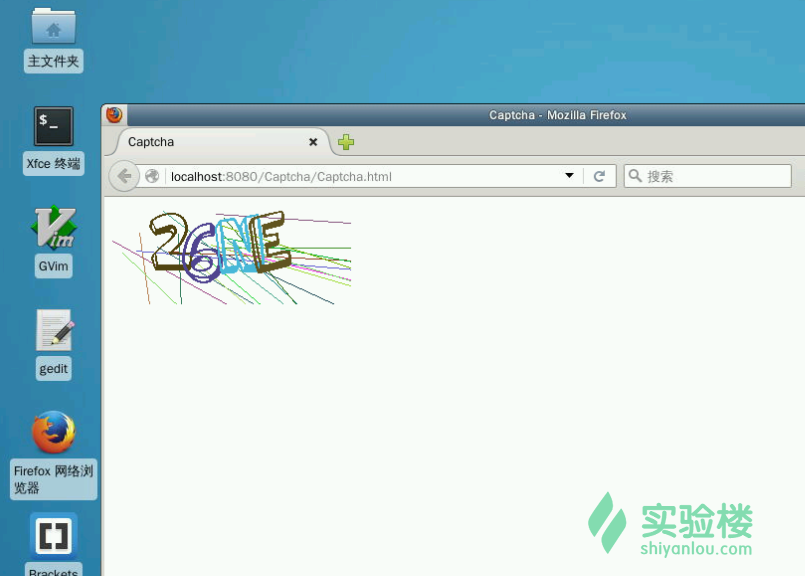 主文件夹
$_
Xfce 终端
Vim
GVim
gedit
Firefox 网络浏
览器
Brackets
Captcha - Mozilla Firefox
Captcha
localhost:8080/Captcha/Captcha.html
搜索
26NE
实验楼
shiyanlou.com